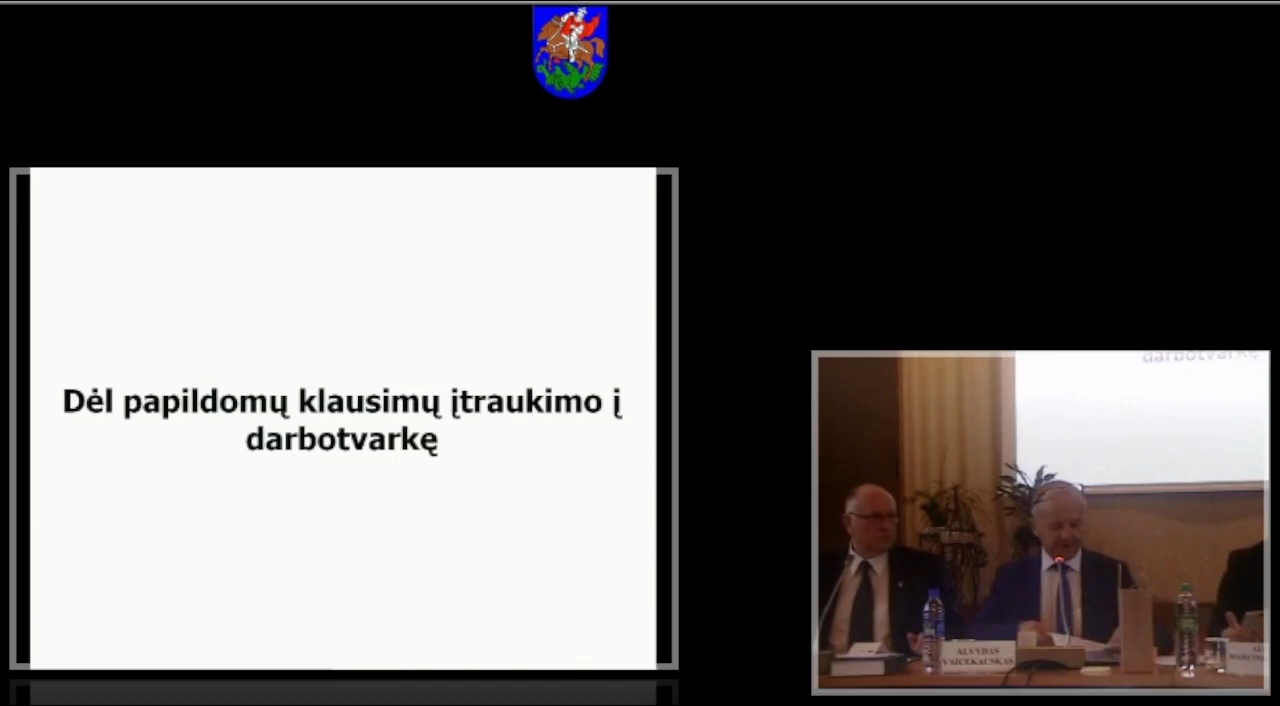 Dėl papildomų klausimų įtraukimo į
darbotvarkę
darbotvarkę
ALVYDAS
VAICEKAUSKAS